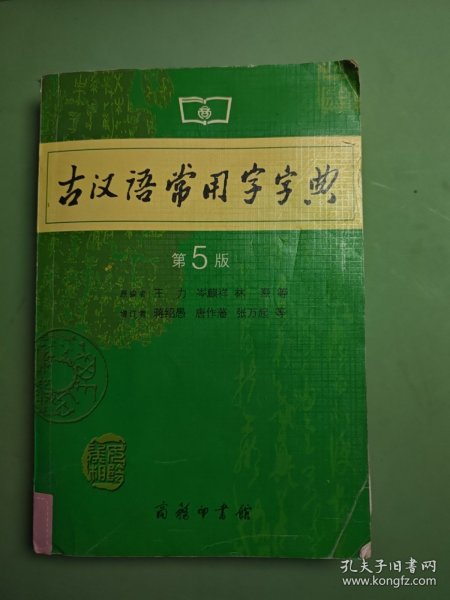 古汉语常用字字典
第5版
原编者 王 力 岑麒祥 林 焘 等
修订者 蒋绍愚 唐作藩 张万起 等
商务印书馆
孔夫子旧书网
www.kongfz.com